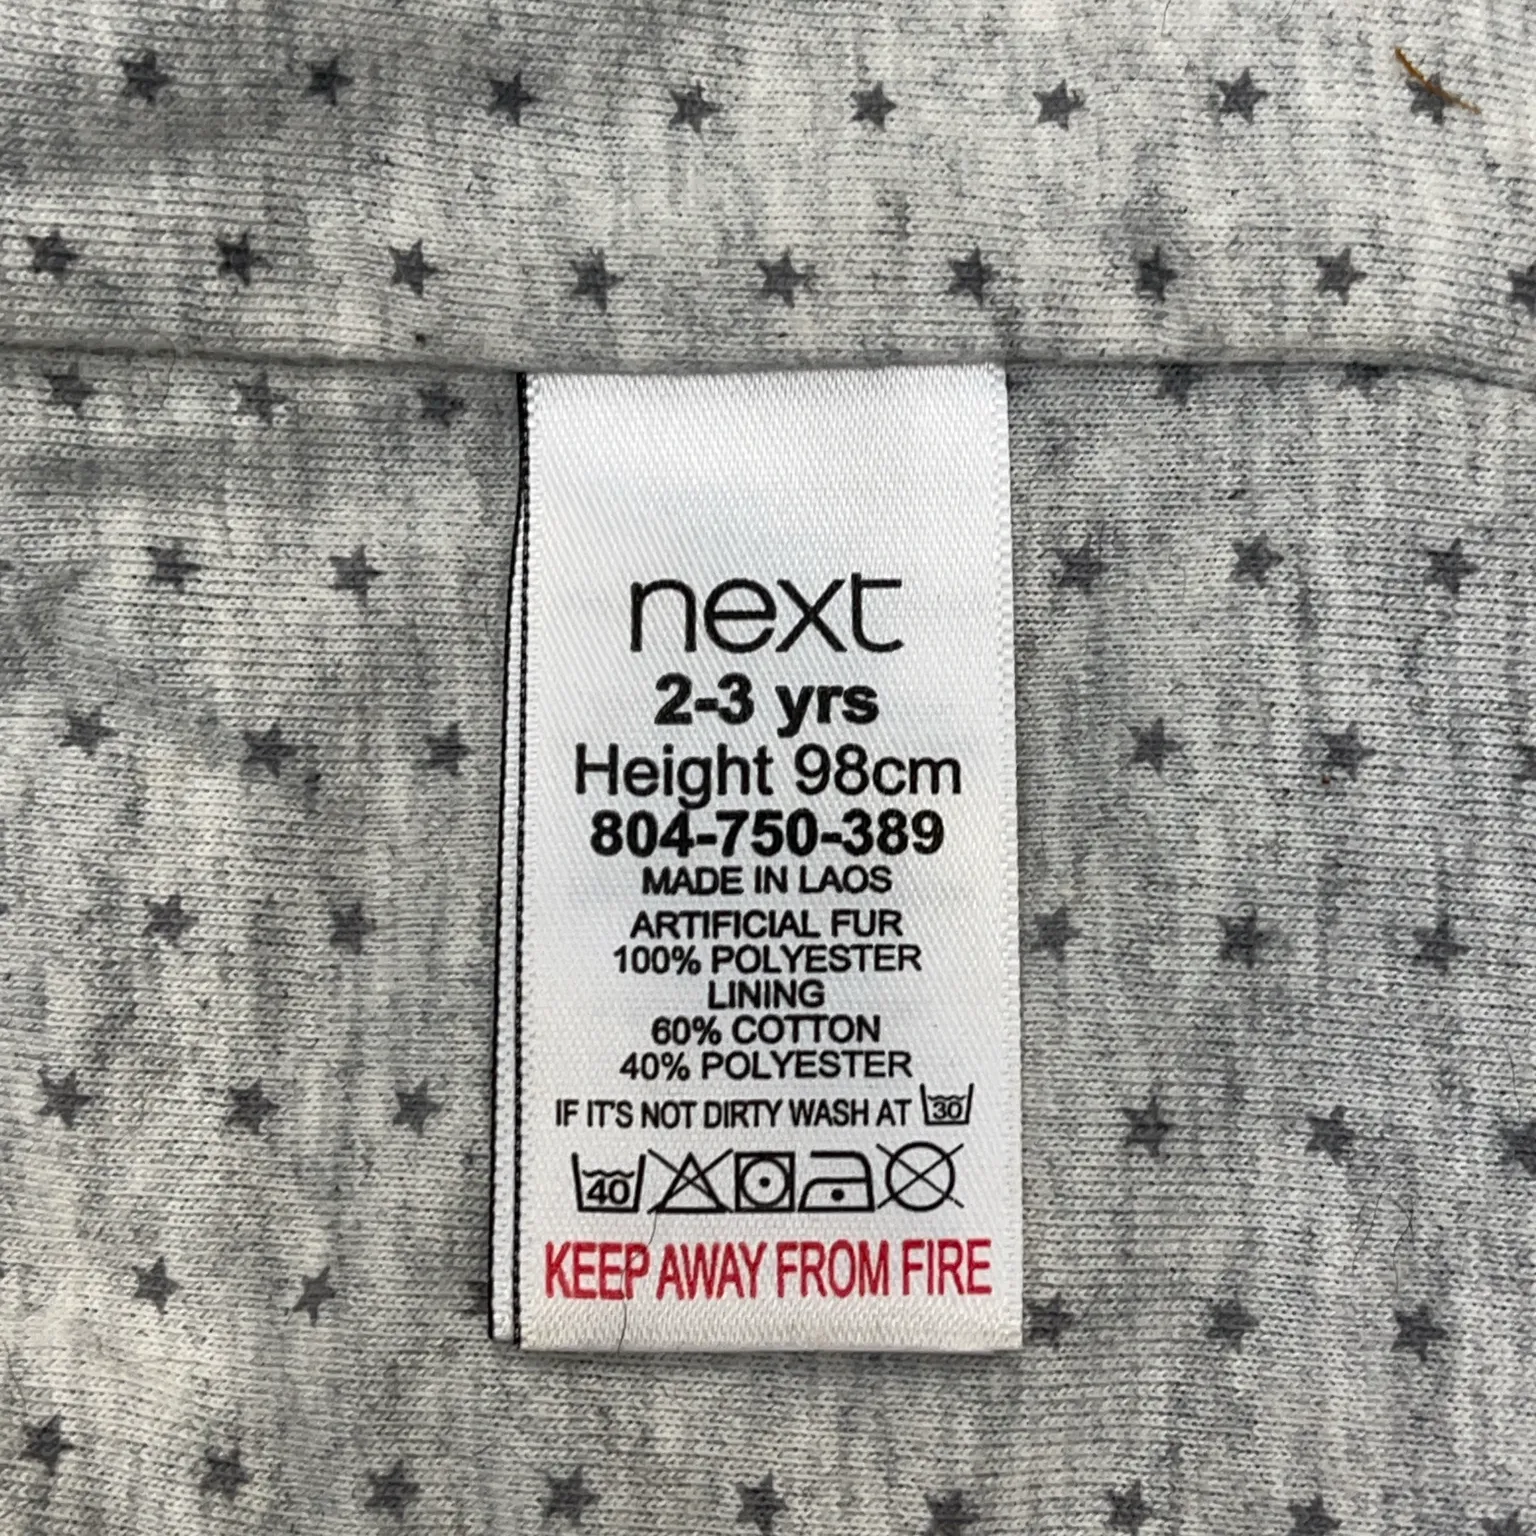 next
2-3 yrs
Height 98cm
804-750-389
MADE IN LAOS
ARTIFICIAL FUR
100% POLYESTER
LINING
60% COTTON
40% POLYESTER
IF IT'S NOT DIRTY WASH AT 30
40
KEEP AWAY FROM FIRE